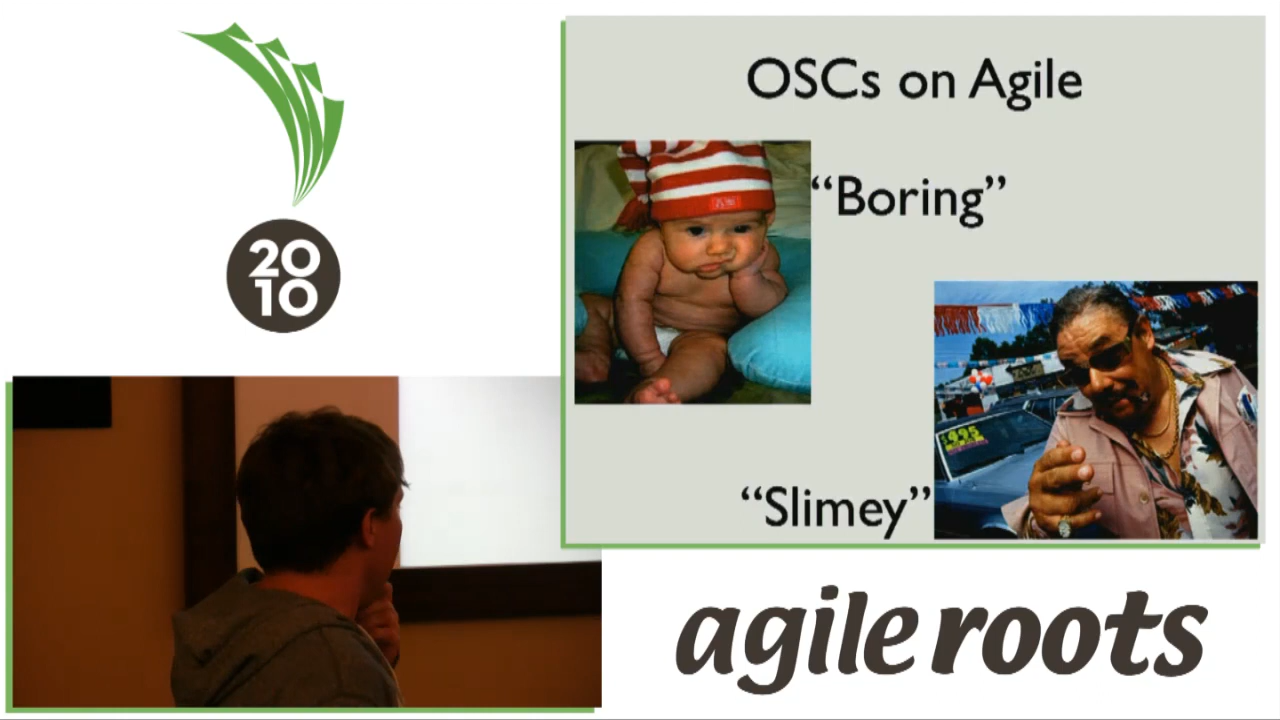 20
10
OSCs on Agile
“Boring”
“Slimey”
agile roots